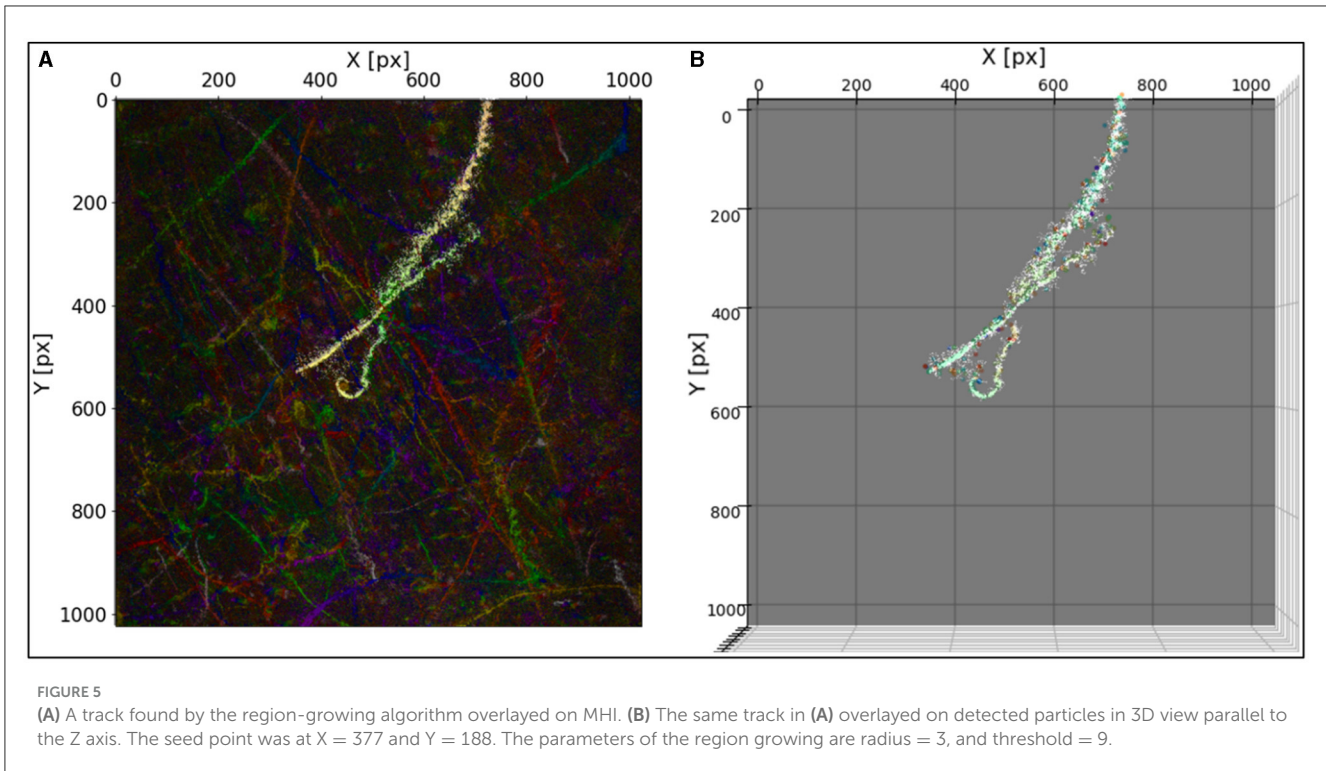 A
X [px]
0 200 400 600 800 1000
0
200
400
600
800
1000
Y [px]
B
X [px]
0 200 400 600 800 1000
0
200
400
600
800
1000
Y [px]
FIGURE 5
(A) A track found by the region-growing algorithm overlayed on MHI. (B) The same track in (A) overlayed on detected particles in 3D view parallel to
the Z axis. The seed point was at X = 377 and Y = 188. The parameters of the region growing are radius = 3, and threshold = 9.